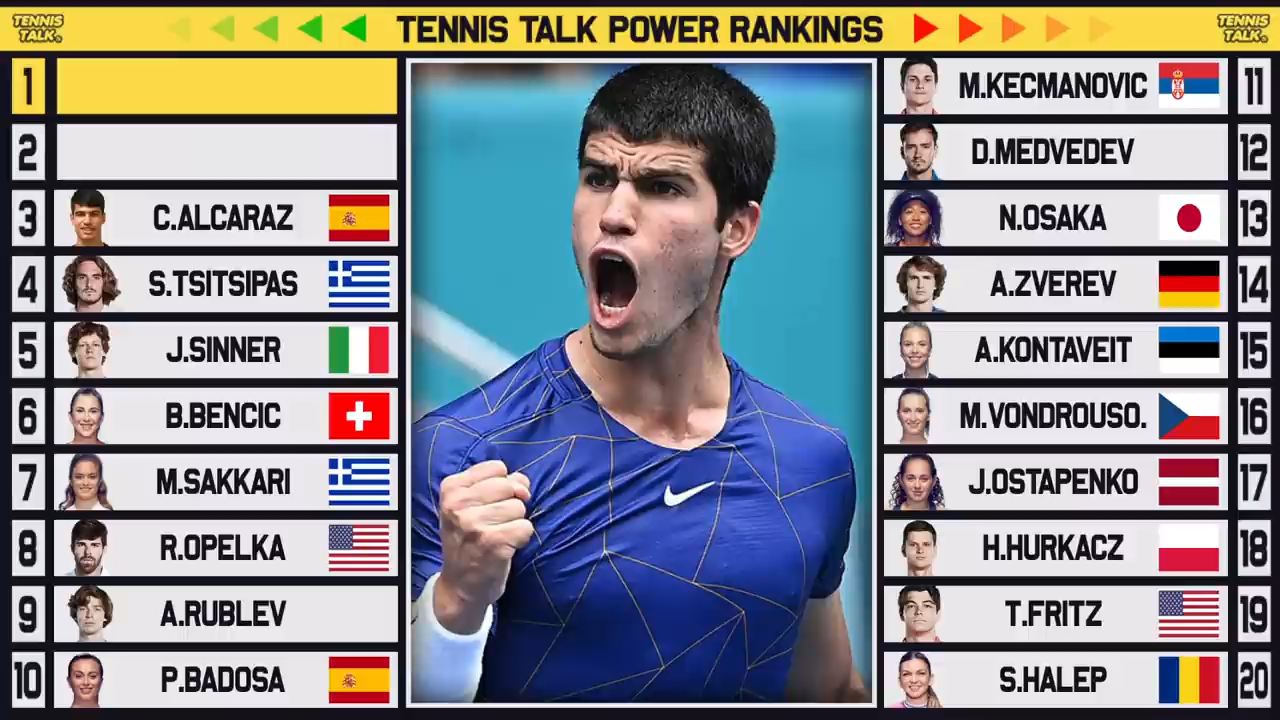 TENNIS TALK
TENNIS TALK POWER RANKINGS
TENNIS TALK
1
2
3 C.ALCARAZ
4 S.TSITSIPAS
5 J.SINNER
6 B.BENCIC
7 M.SAKKARI
8 R.OPELKA
9 A.RUBLEV
10 P.BADOSA
M.KECMANOVIC 11
D.MEDVEDEV 12
N.OSAKA 13
A.ZVEREV 14
A.KONTAVEIT 15
M.VONDROUSO. 16
J.OSTAPENKO 17
H.HURKACZ 18
T.FRITZ 19
S.HALEP 20